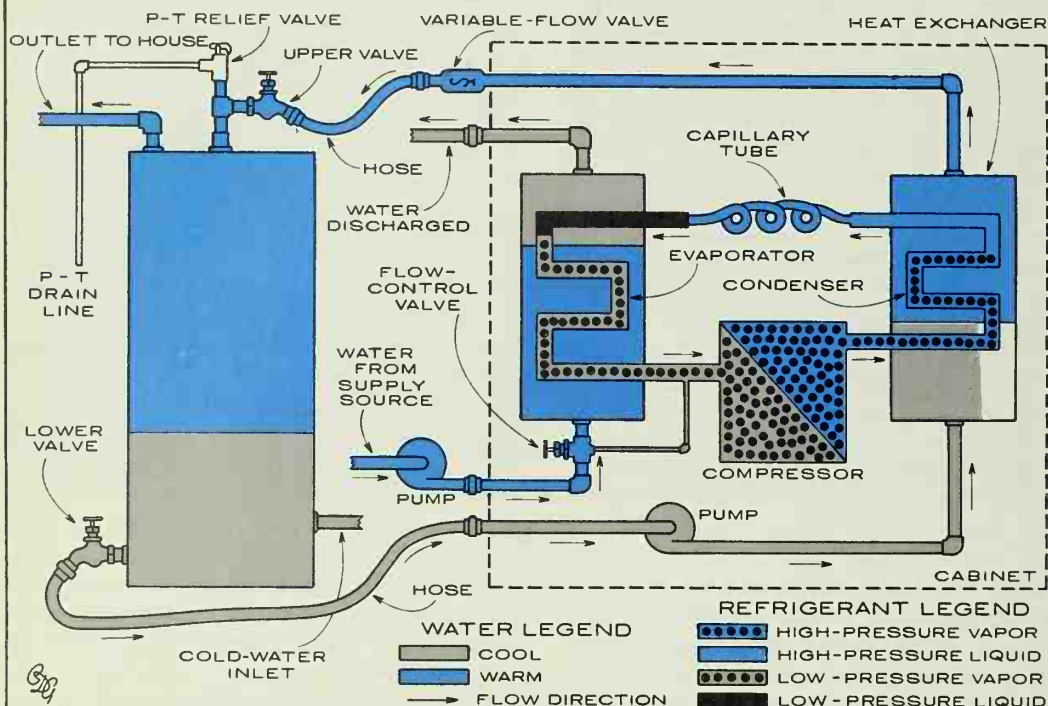 P-T RELIEF VALVE
OUTLET TO HOUSE
UPPER VALVE
VARIABLE-FLOW VALVE
HEAT EXCHANGER
HOSE
CAPILLARY
TUBE
WATER
DISCHARGED
P-T
DRAIN
LINE
FLOW-
CONTROL
VALVE
EVAPORATOR
CONDENSER
WATER
FROM
SUPPLY
SOURCE
LOWER
VALVE
PUMP
COMPRESSOR
PUMP
CABINET
HOSE
COLD-WATER
INLET
WATER LEGEND
COOL
WARM
FLOW DIRECTION
REFRIGERANT LEGEND
HIGH-PRESSURE VAPOR
HIGH-PRESSURE LIQUID
LOW-PRESSURE VAPOR
LOW-PRESSURE LIQUID